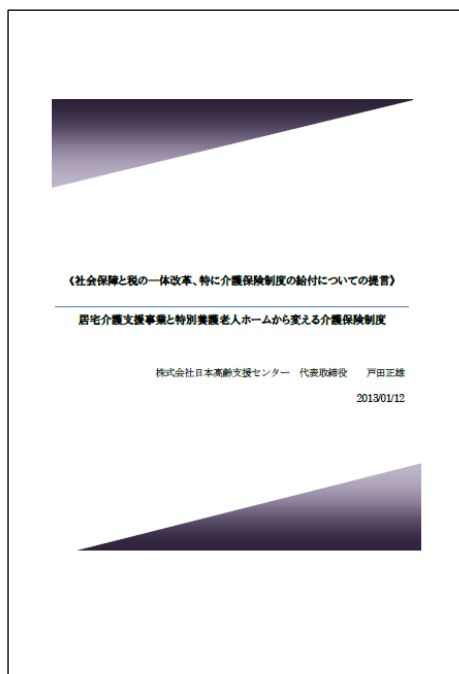 《社会保障と税の一体改革、特に介護保険制度の給付についての提言》
居宅介護支援事業と特別養護老人ホームから変える介護保険制度
株式会社日本高齢支援センター　代表取締役　　戸田正雄
2013/01/12